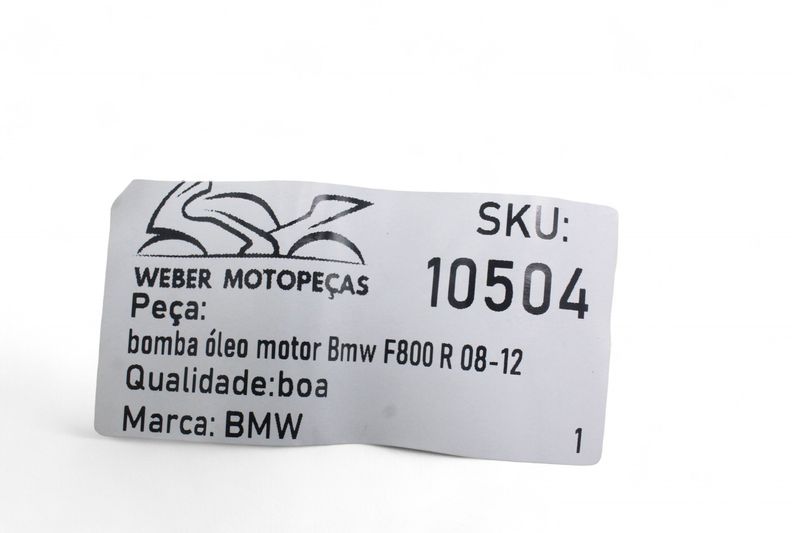 WEBER MOTOPEÇAS
SKU:
10504
Peça:
bomba óleo motor Bmw F800 R 08-12
Qualidade:boa
Marca: BMW
1